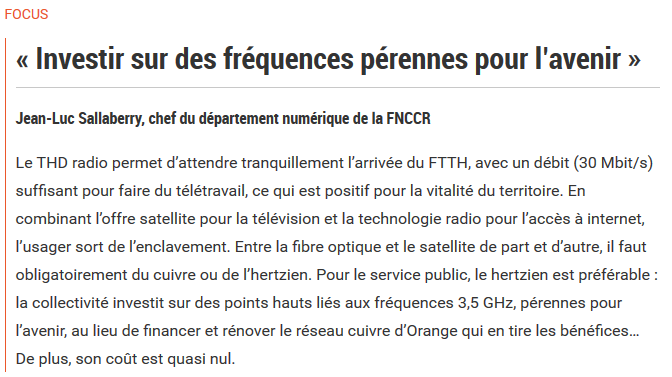 FOCUS
« Investir sur des fréquences pérennes pour l'avenir »
Jean-Luc Sallaberry, chef du département numérique de la FNCCR
Le THD radio permet d'attendre tranquillement l'arrivée du FTTH, avec un débit (30 Mbit/s)
suffisant pour faire du télétravail, ce qui est positif pour la vitalité du territoire. En
combinant l'offre satellite pour la télévision et la technologie radio pour l'accès à internet,
l'usager sort de l'enclavement. Entre la fibre optique et le satellite de part et d'autre, il faut
obligatoirement du cuivre ou de l'hertzien. Pour le service public, le hertzien est préférable :
la collectivité investit sur des points hauts liés aux fréquences 3,5 GHz, pérennes pour
l'avenir, au lieu de financer et rénover le réseau cuivre d'Orange qui en tire les bénéfices…
De plus, son coût est quasi nul.